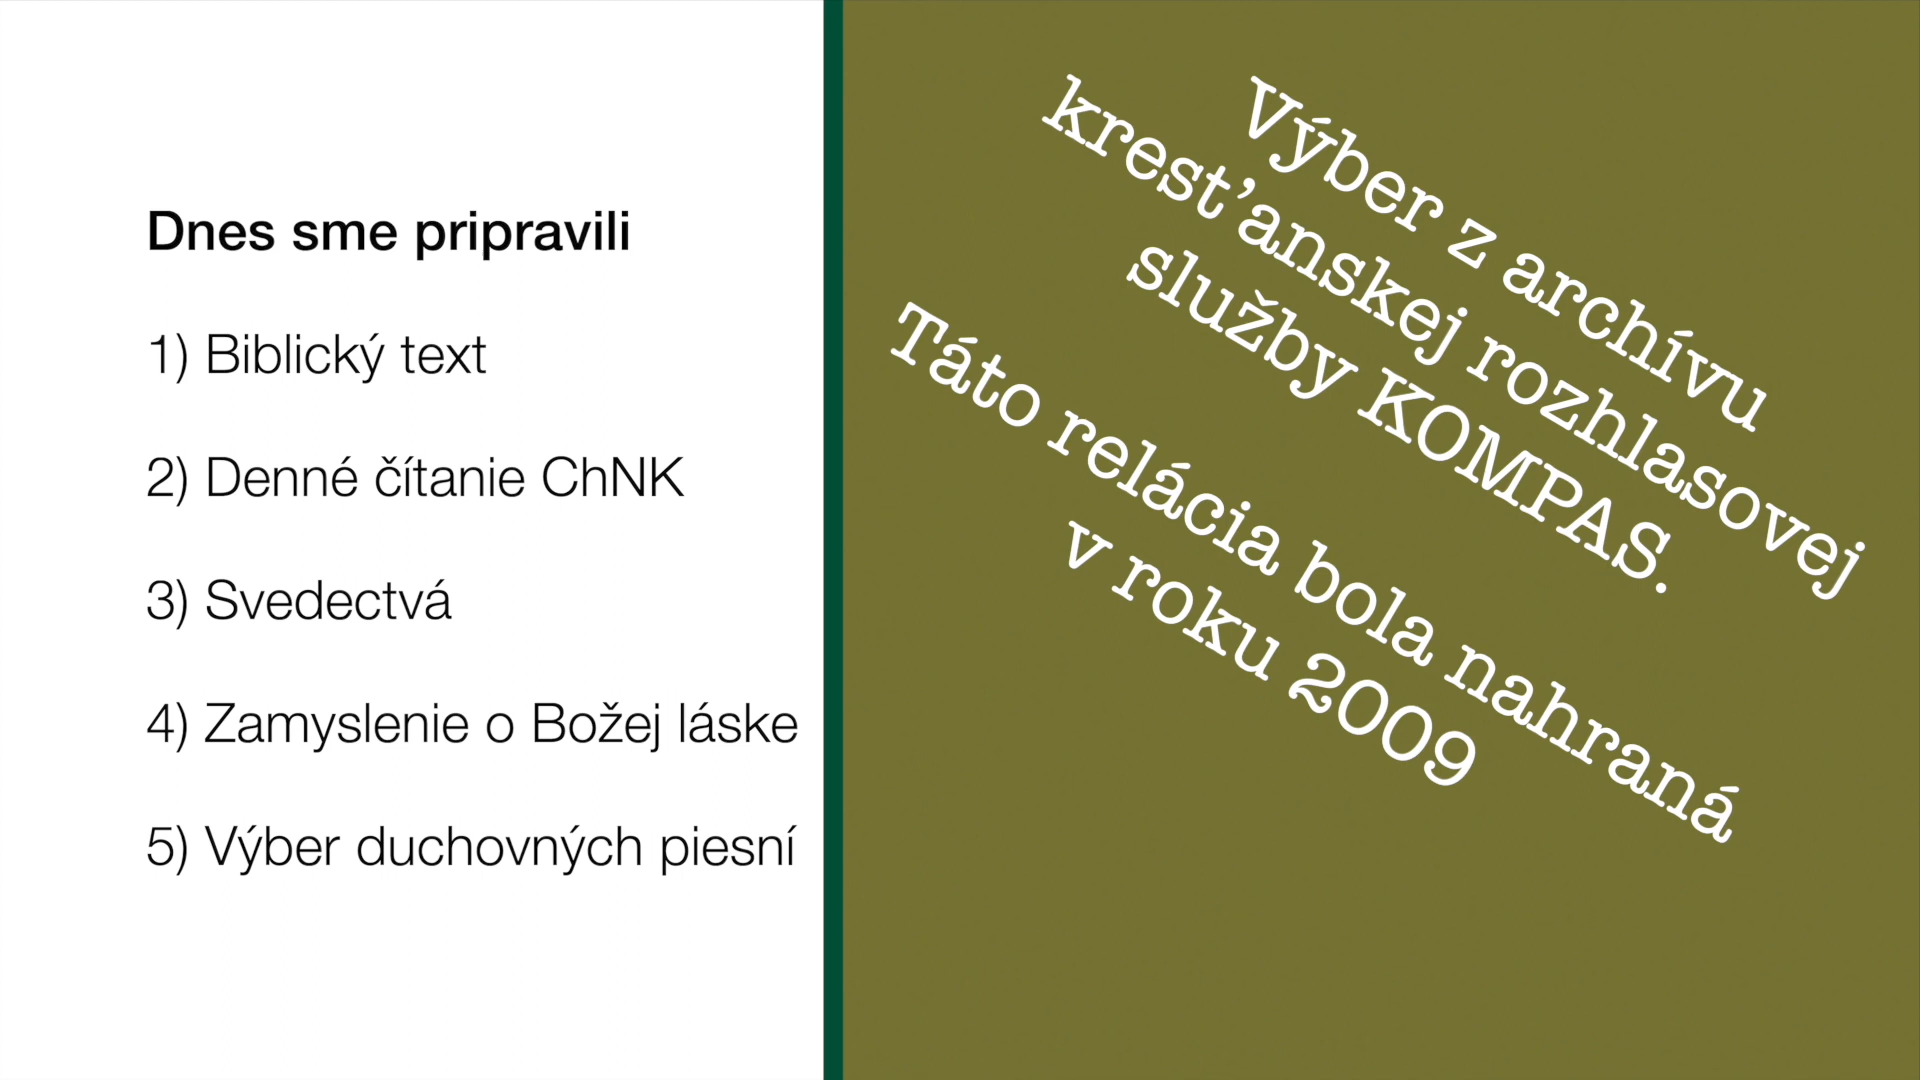 Dnes sme pripravili
1) Biblický text
2) Denné čítanie ChNK
3) Svedectvá
4) Zamyslenie o Božej láske
5) Výber duchovných piesní
Výber z archívu
kresťanskej rozhlasovej
služby KOMPAS.
Táto relácia bola nahraná
v roku 2009